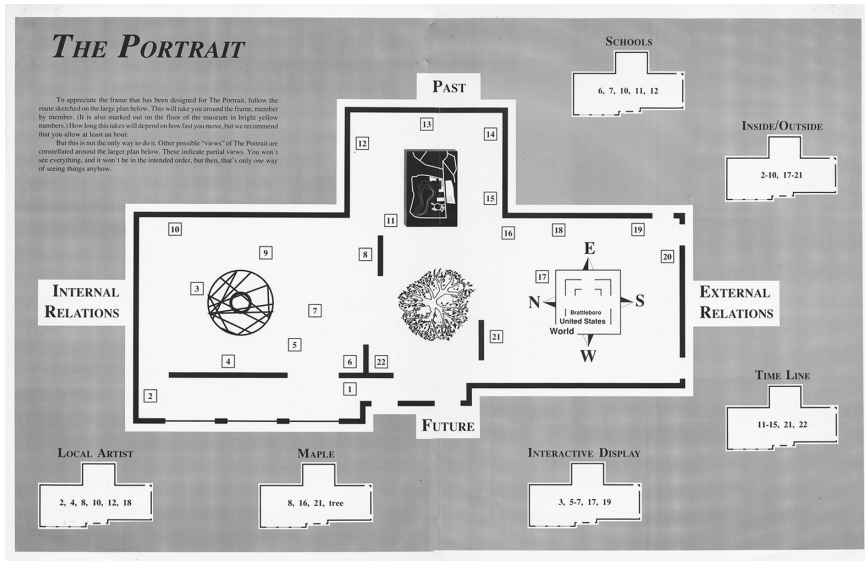 THE PORTRAIT
To appreciate the frame that has been designed for The Portrait, follow the
route sketched on the large plan below. This will take you around the frame, member
by member. (It is also marked out on the floor of the museum in bright yellow
numbers.) How long this takes will depend on how fast you move, but we recommend
that you allow at least an hour.
But this is not the only way to do it. Other possible "views" of The Portrait are
constellated around the larger plan below. These indicate partial views. You won't
see everything, and it won't be in the intended order, but then, that's only one way
of seeing things anyhow.
SCHOOLS
6, 7, 10, 11, 12
INSIDE/OUTSIDE
2-10, 17-21
PAST
13
14
12
15
11
10
16
18
19
9
8
20
E
3
17
INTERNAL
RELATIONS
N
S
EXTERNAL
RELATIONS
7
Brattleboro
United States
World
21
5
W
4
6
22
1
2
FUTURE
TIME LINE
11-15, 21, 22
LOCAL ARTIST
2, 4, 8, 10, 12, 18
MAPLE
8, 16, 21, tree
INTERACTIVE DISPLAY
3, 5-7, 17, 19